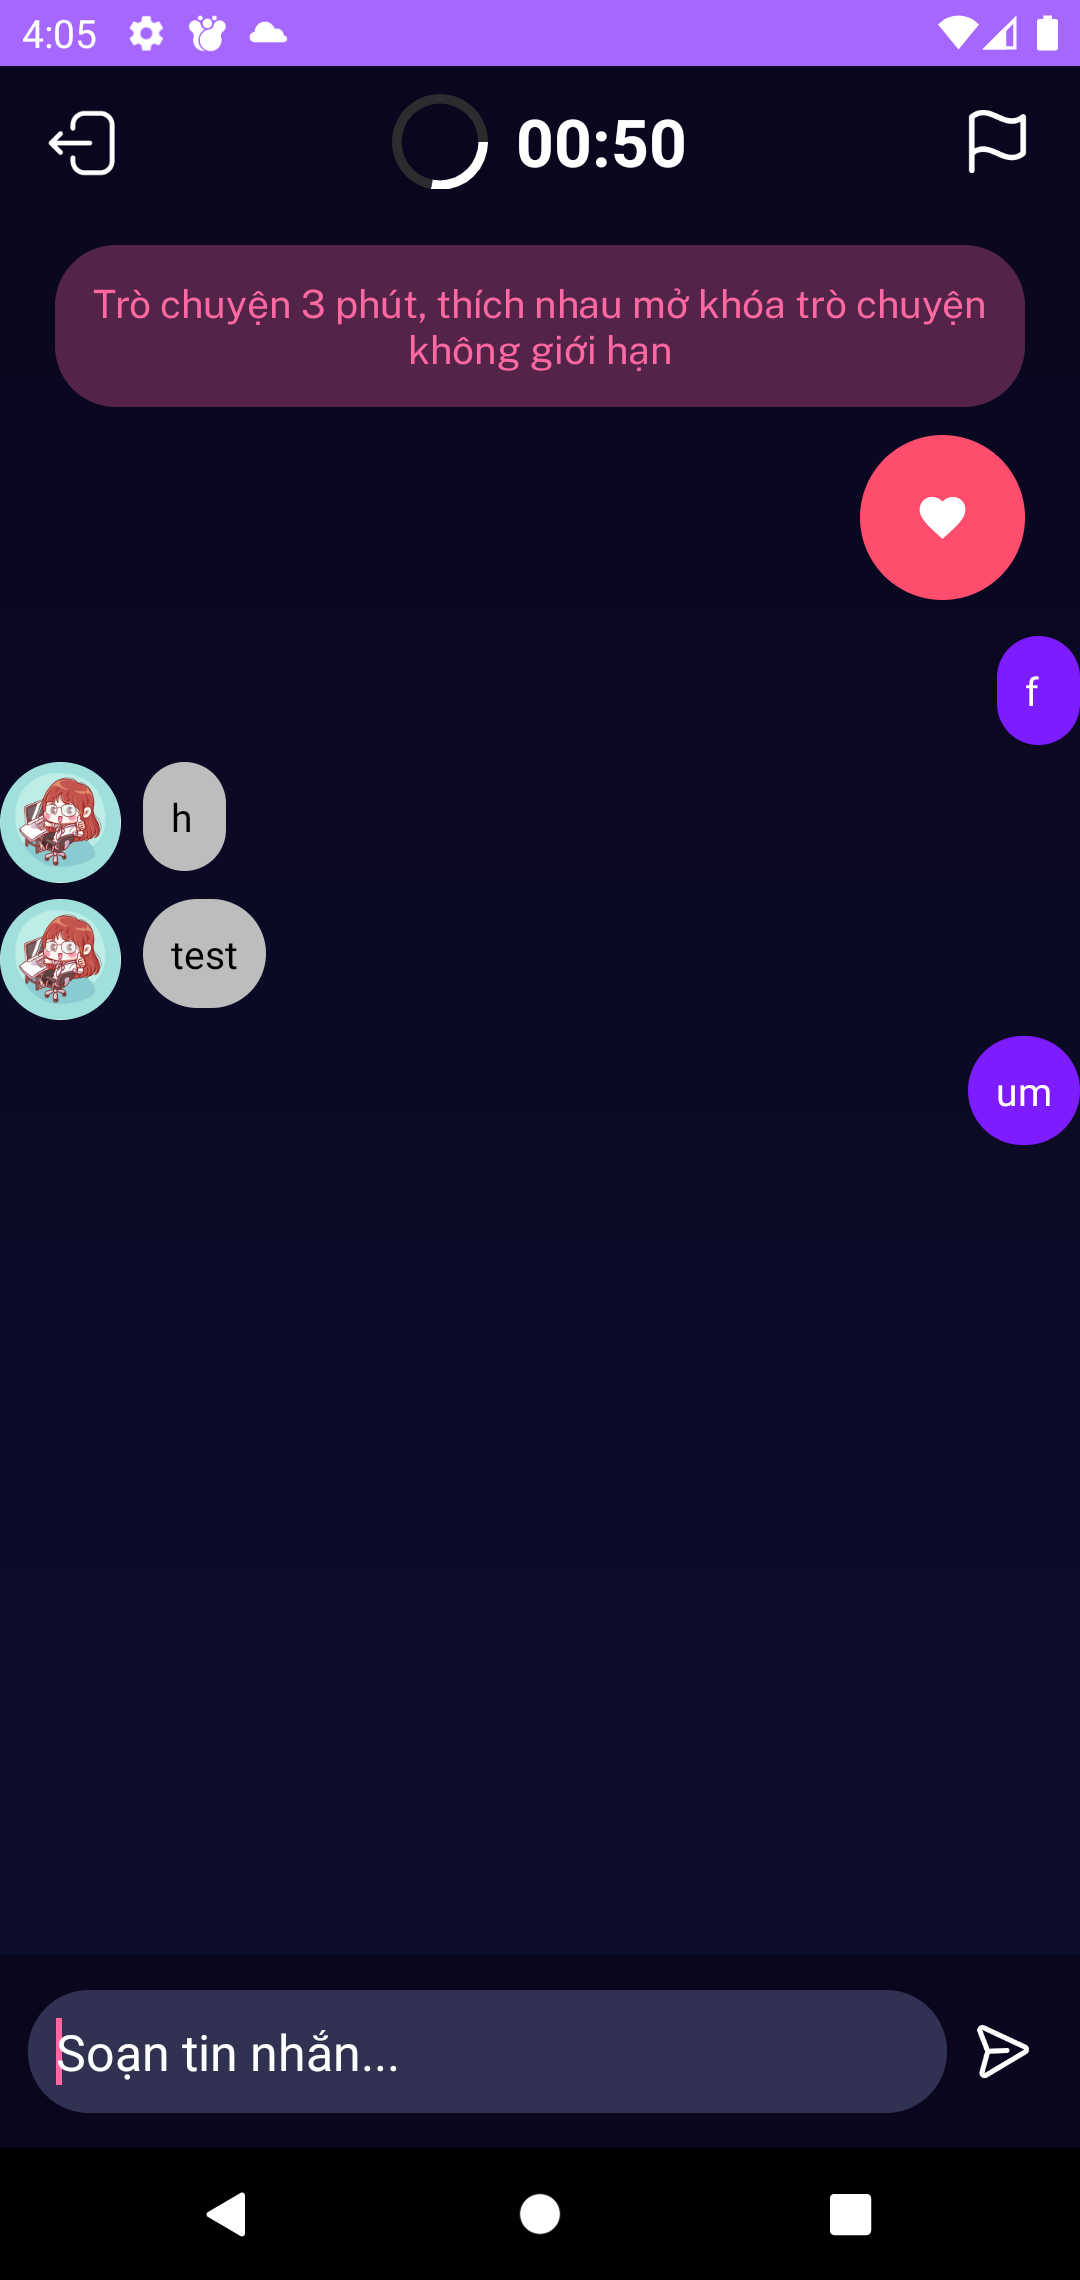 4:05
00:50
Trò chuyện 3 phút, thích nhau mở khóa trò chuyện
không giới hạn
f
h
test
um
Soạn tin nhắn...